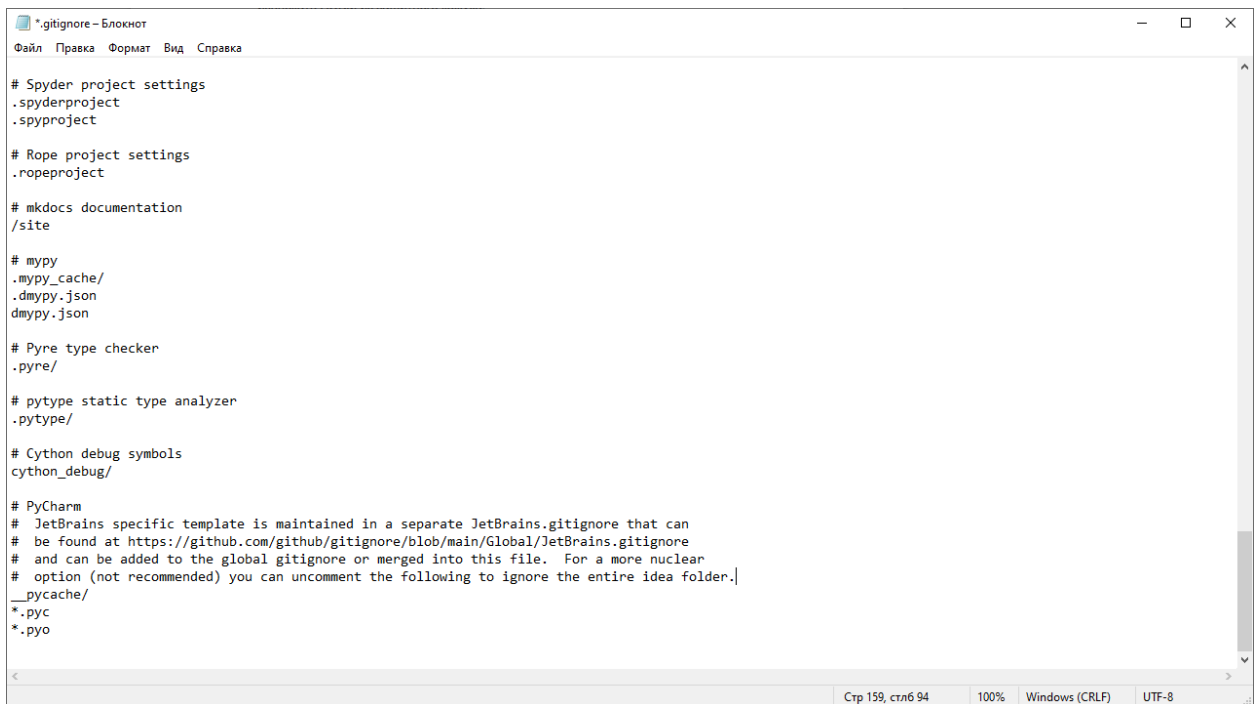 *.gitignore – Блокнот
Файл Правка Формат Вид Справка
# Spyder project settings
.spyderproject
.spyproject
# Rope project settings
.ropeproject
# mkdocs documentation
/site
# mypy
.mypy_cache/
.dmypy.json
dmypy.json
# Pyre type checker
.pyre/
# pytype static type analyzer
.pytype/
# Cython debug symbols
cython_debug/
# PyCharm
#  JetBrains specific template is maintained in a separate JetBrains.gitignore that can
#  be found at https://github.com/github/gitignore/blob/main/Global/JetBrains.gitignore
#  and can be added to the global gitignore or merged into this file.  For a more nuclear
#  option (not recommended) you can uncomment the following to ignore the entire idea folder.
__pycache/
*.pyc
*.pyo
Стр 159, стлб 94 100% Windows (CRLF) UTF-8